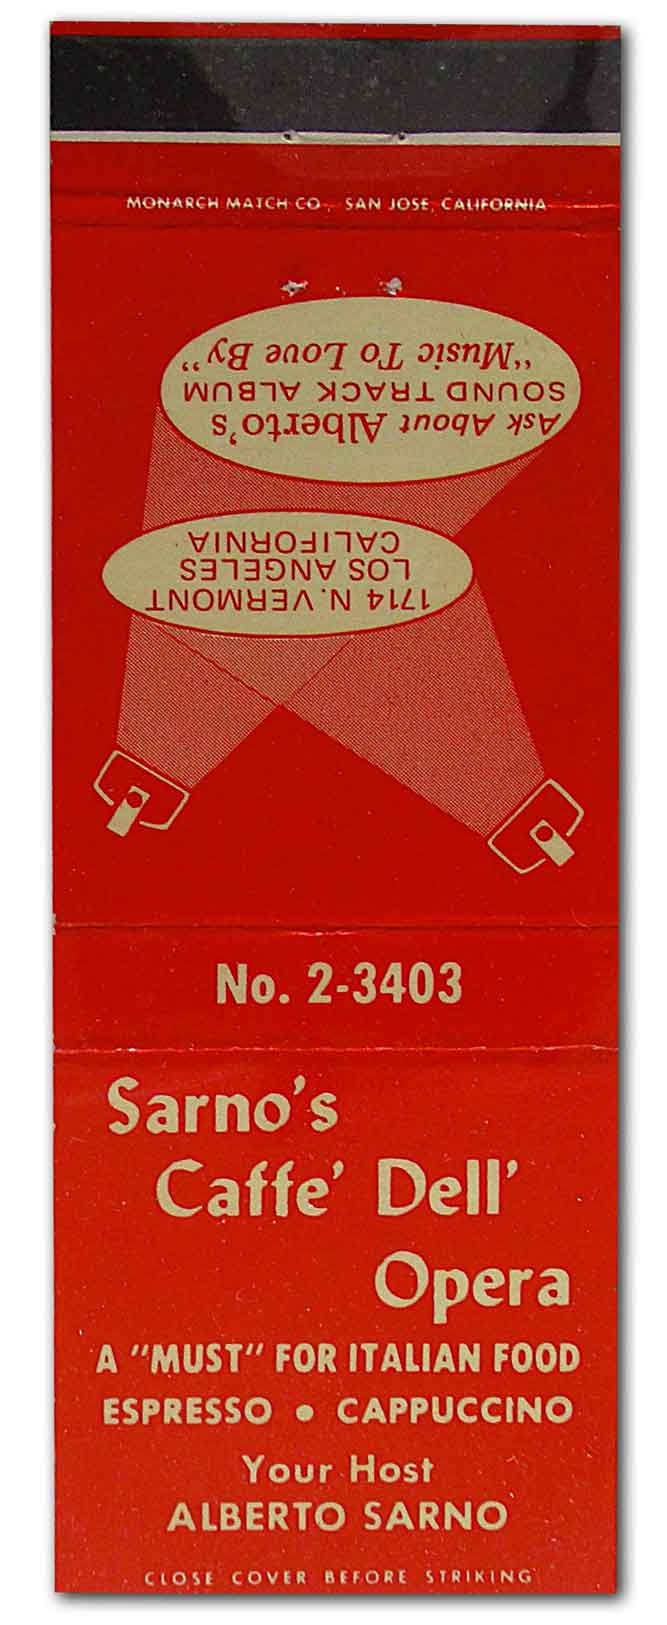 MONARCH MATCH CO., SAN JOSE, CALIFORNIA
Ask About Alberto's
SOUND TRACK ALBUM
"Music To Love By"
1714 N. VERMONT
LOS ANGELES
CALIFORNIA
No. 2-3403
Sarno's
Caffe' Dell'
Opera
A "MUST" FOR ITALIAN FOOD
ESPRESSO • CAPPUCCINO
Your Host
ALBERTO SARNO
CLOSE COVER BEFORE STRIKING